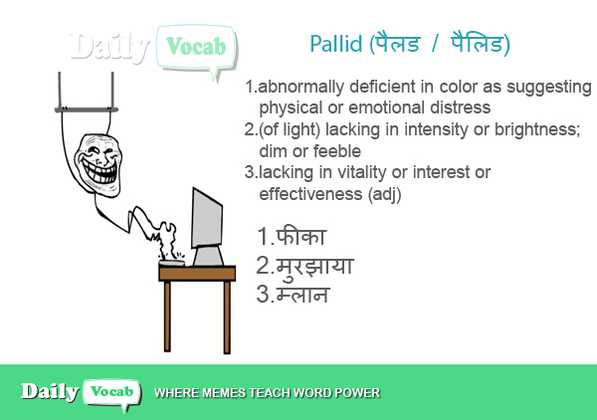 Daily Vocab
Pallid (पैलड / पैलिड)
1.abnormally deficient in color as suggesting
physical or emotional distress
2.(of light) lacking in intensity or brightness;
dim or feeble
3.lacking in vitality or interest or
effectiveness (adj)
1.फीका
2.मुरझाया
3.म्लान
Daily Vocab WHERE MEMES TEACH WORD POWER